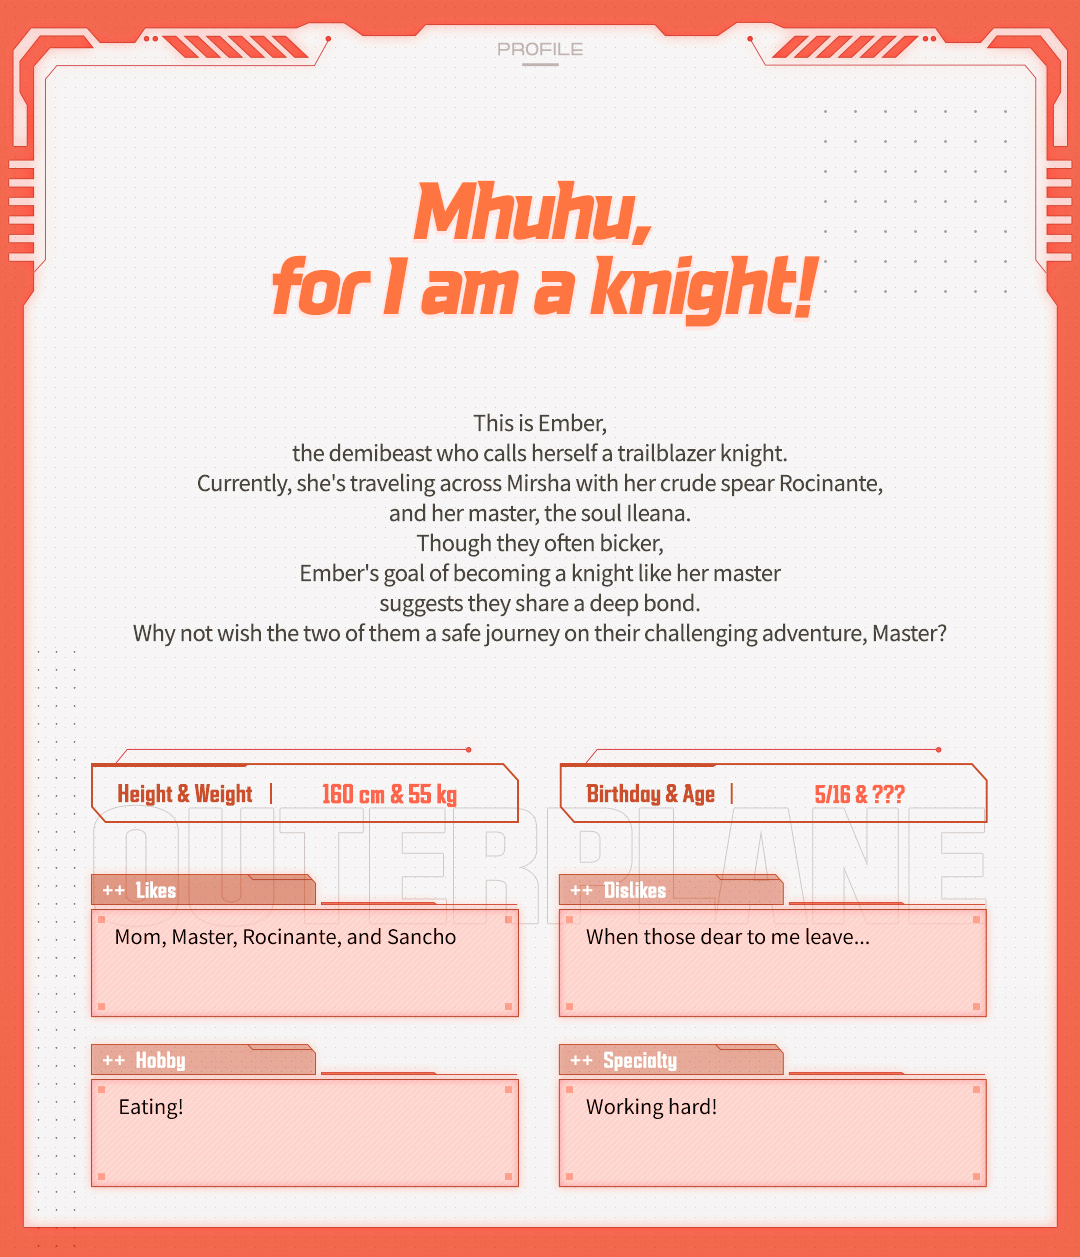 PROFILE
Mhuhu,
for I am a knight!
This is Ember,
the demibeast who calls herself a trailblazer knight.
Currently, she's traveling across Mirsha with her crude spear Rocinante,
and her master, the soul Ileana.
Though they often bicker,
Ember's goal of becoming a knight like her master
suggests they share a deep bond.
Why not wish the two of them a safe journey on their challenging adventure, Master?
Height & Weight | 160 cm & 55 kg
Birthday & Age | 5/16 & ???
OUTERPLANE
++ Likes
Mom, Master, Rocinante, and Sancho
++ Dislikes
When those dear to me leave...
++ Hobby
Eating!
++ Specialty
Working hard!